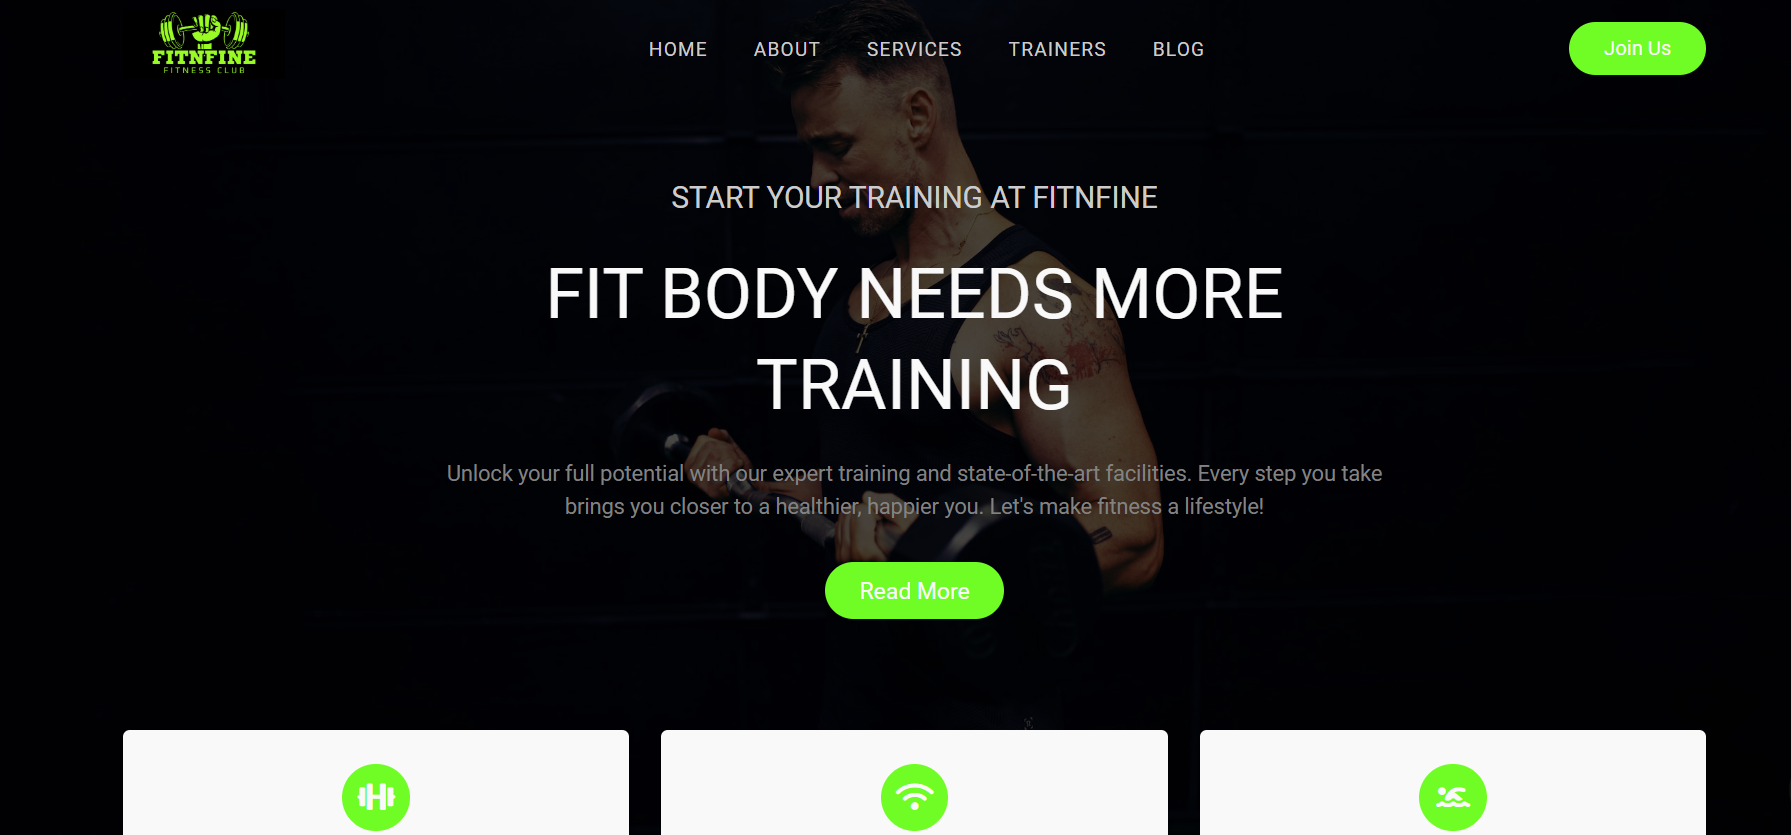 FITNFINE
FITNESS CLUB
HOME ABOUT SERVICES TRAINERS BLOG
Join Us
START YOUR TRAINING AT FITNFINE
FIT BODY NEEDS MORE
TRAINING
Unlock your full potential with our expert training and state-of-the-art facilities. Every step you take
brings you closer to a healthier, happier you. Let's make fitness a lifestyle!
Read More